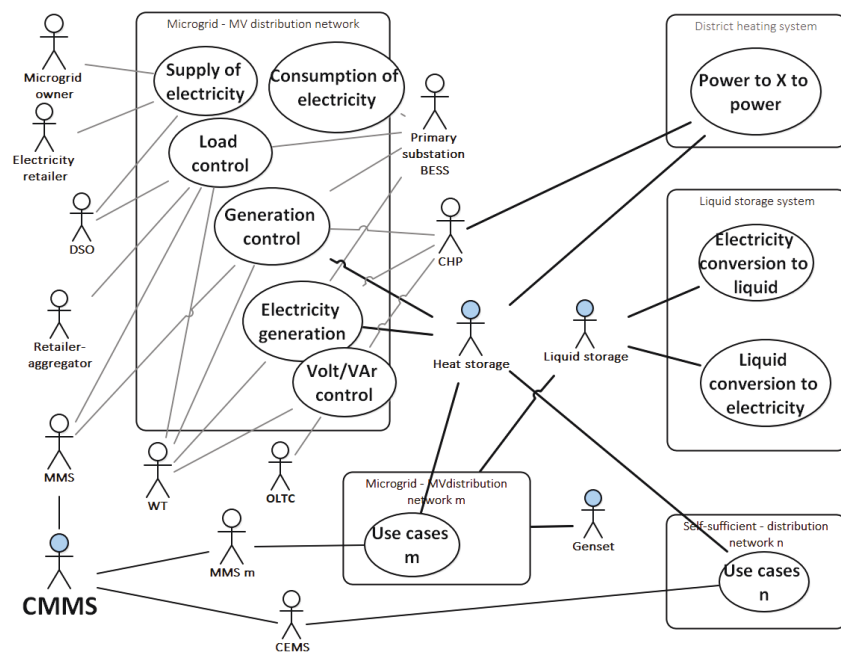 Microgrid - MV distribution network
District heating system
Microgrid
owner
Supply of
electricity
Consumption of
electricity
Power to X to
power
Electricity
retailer
Load
control
Primary
substation
BESS
Liquid storage system
DSO
Generation
control
CHP
Electricity
conversion to
liquid
Retailer-
aggregator
Electricity
generation
Heat storage
Liquid storage
Volt/VAr
control
Liquid
conversion to
electricity
MMS
WT
OLTC
Microgrid - MVdistribution
network m
Use cases
m
Genset
Self-sufficient - distribution
network n
Use cases
n
MMS m
CMMS
CEMS